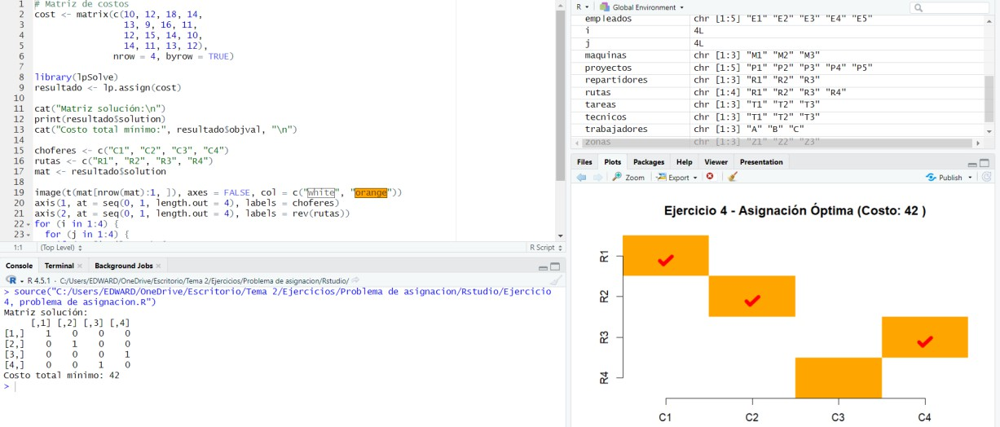 1 # Matriz de costos
2 cost <- matrix(c(10, 12, 18, 14,
3 13, 9, 16, 11,
4 12, 15, 14, 10,
5 14, 11, 13, 12),
6 nrow = 4, byrow = TRUE)
7
8 library(lpSolve)
9 resultado <- lp.assign(cost)
10
11 cat("Matriz solución:\n")
12 print(resultado$solution)
13 cat("Costo total mínimo:", resultado$objval, "\n")
14
15 choferes <- c("C1", "C2", "C3", "C4")
16 rutas <- c("R1", "R2", "R3", "R4")
17 mat <- resultado$solution
18
19 image(t(mat[nrow(mat):1, ]), axes = FALSE, col = c("white", "orange"))
20 axis(1, at = seq(0, 1, length.out = 4), labels = choferes)
21 axis(2, at = seq(0, 1, length.out = 4), labels = rev(rutas))
22 for (i in 1:4) {
23 for (j in 1:4) {
1:1 (Top Level) R Script
Console Terminal Background Jobs
R 4.5.1 · C:/Users/EDWARD/OneDrive/Escritorio/Tema 2/Ejercicios/Problema de asignacion/Rstudio/
> source("C:/Users/EDWARD/OneDrive/Escritorio/Tema 2/Ejercicios/Problema de asignacion/Rstudio/Ejercicio
4, problema de asignacion.R")
Matriz solución:
[,1] [,2] [,3] [,4]
[1,] 1 0 0 0
[2,] 0 1 0 0
[3,] 0 0 0 1
[4,] 0 0 1 0
Costo total mínimo: 42
>
R Global Environment
empleados chr [1:5] "E1" "E2" "E3" "E4" "E5"
i 4L
j 4L
maquinas chr [1:3] "M1" "M2" "M3"
proyectos chr [1:5] "P1" "P2" "P3" "P4" "P5"
repartidores chr [1:3] "R1" "R2" "R3"
rutas chr [1:4] "R1" "R2" "R3" "R4"
tareas chr [1:3] "T1" "T2" "T3"
tecnicos chr [1:3] "T1" "T2" "T3"
trabajadores chr [1:3] "A" "B" "C"
zonas chr [1:3] "Z1" "Z2" "Z3"
Files Plots Packages Help Viewer Presentation
Zoom Export Publish
Ejercicio 4 - Asignación Óptima (Costo: 42 )
R1
R2
R3
R4
C1 C2 C3 C4